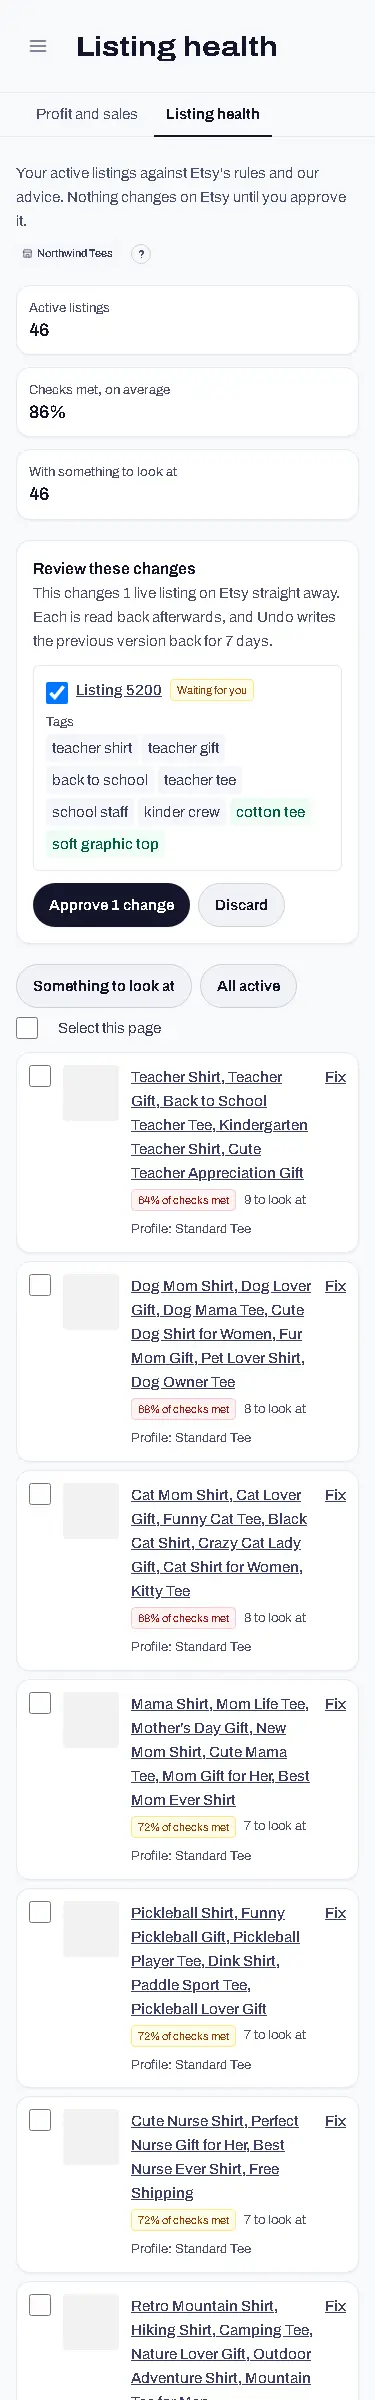 Listing health
Profit and sales
Listing health
Your active listings against Etsy's rules and our
advice. Nothing changes on Etsy until you approve
it.
Northwind Tees
?
Active listings
46
Checks met, on average
86%
With something to look at
46
Review these changes
This changes 1 live listing on Etsy straight away.
Each is read back afterwards, and Undo writes
the previous version back for 7 days.
Listing 5200
Waiting for you
Tags
teacher shirt
teacher gift
back to school
teacher tee
school staff
kinder crew
cotton tee
soft graphic top
Approve 1 change
Discard
Something to look at
All active
Select this page
Teacher Shirt, Teacher
Fix
Gift, Back to School
Teacher Tee, Kindergarten
Teacher Shirt, Cute
Teacher Appreciation Gift
64% of checks met
9 to look at
Profile: Standard Tee
Dog Mom Shirt, Dog Lover
Fix
Gift, Dog Mama Tee, Cute
Dog Shirt for Women, Fur
Mom Gift, Pet Lover Shirt,
Dog Owner Tee
68% of checks met
8 to look at
Profile: Standard Tee
Cat Mom Shirt, Cat Lover
Fix
Gift, Funny Cat Tee, Black
Cat Shirt, Crazy Cat Lady
Gift, Cat Shirt for Women,
Kitty Tee
68% of checks met
8 to look at
Profile: Standard Tee
Mama Shirt, Mom Life Tee,
Fix
Mother's Day Gift, New
Mom Shirt, Cute Mama
Tee, Mom Gift for Her, Best
Mom Ever Shirt
72% of checks met
7 to look at
Profile: Standard Tee
Pickleball Shirt, Funny
Fix
Pickleball Gift, Pickleball
Player Tee, Dink Shirt,
Paddle Sport Tee,
Pickleball Lover Gift
72% of checks met
7 to look at
Profile: Standard Tee
Cute Nurse Shirt, Perfect
Fix
Nurse Gift for Her, Best
Nurse Ever Shirt, Free
Shipping
72% of checks met
7 to look at
Profile: Standard Tee
Retro Mountain Shirt,
Fix
Hiking Shirt, Camping Tee,
Nature Lover Gift, Outdoor
Adventure Shirt, Mountain